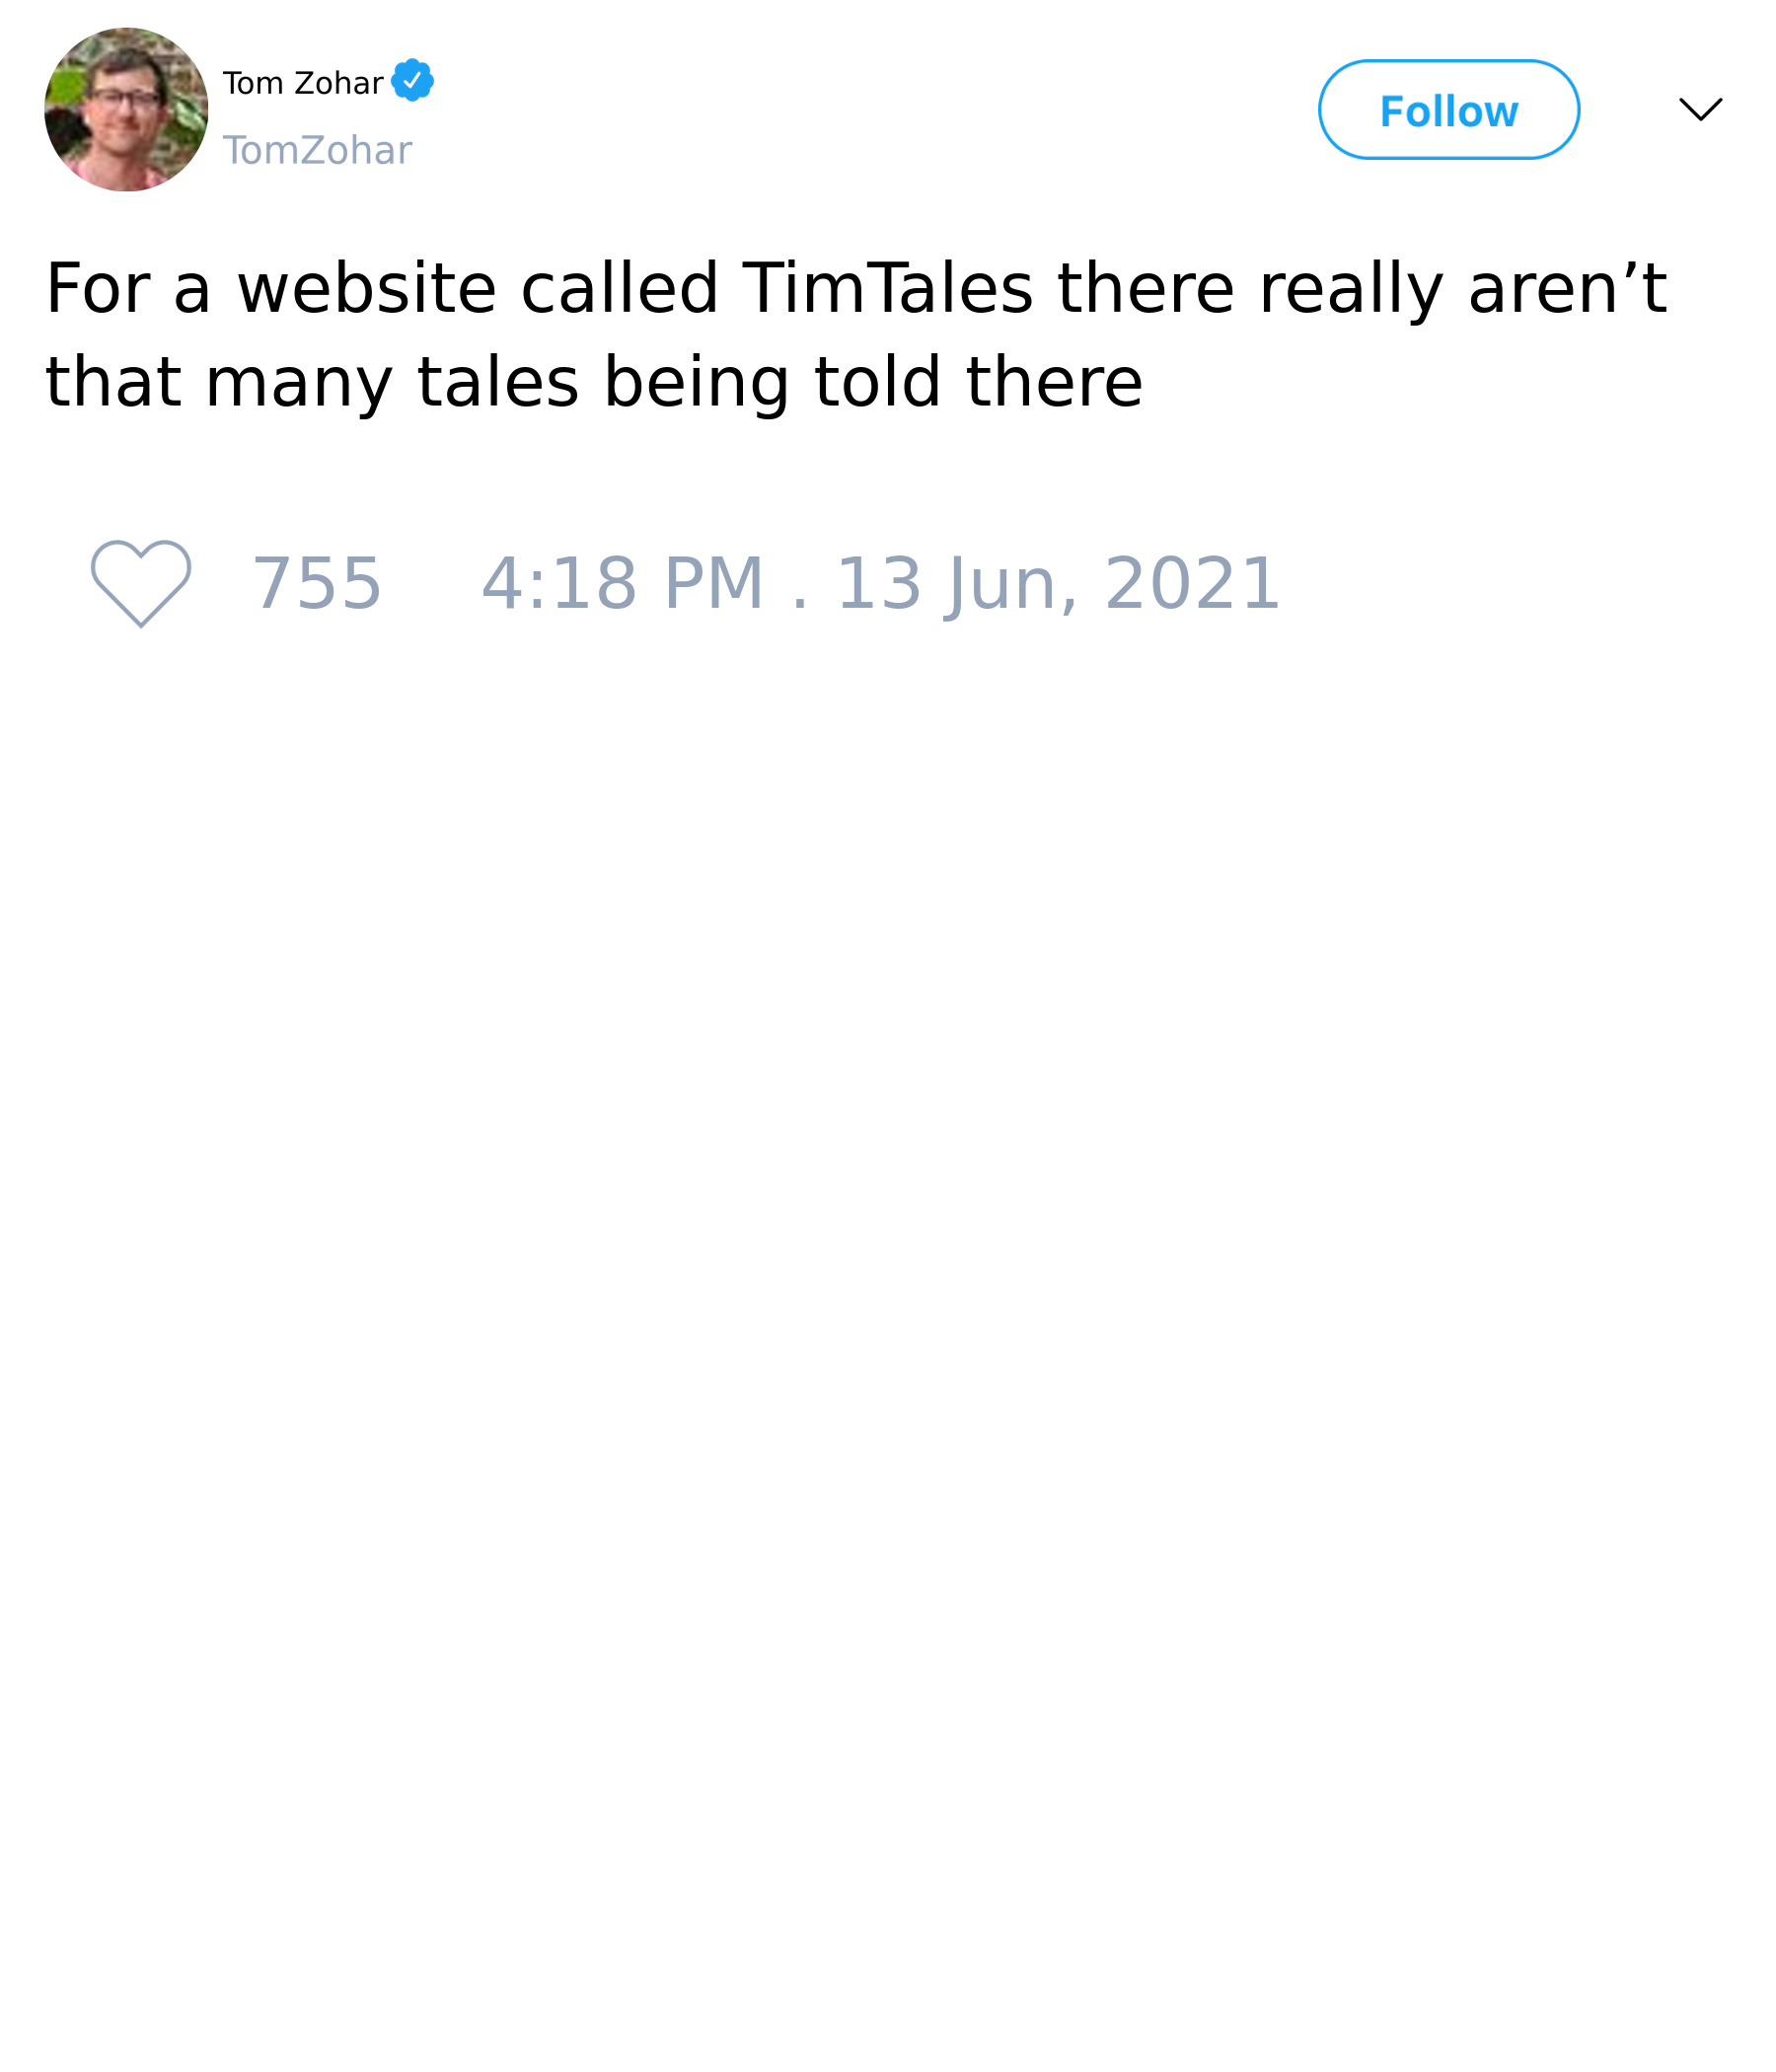 Tom Zohar
TomZohar
Follow
For a website called TimTales there really aren’t
that many tales being told there
755 4:18 PM . 13 Jun, 2021